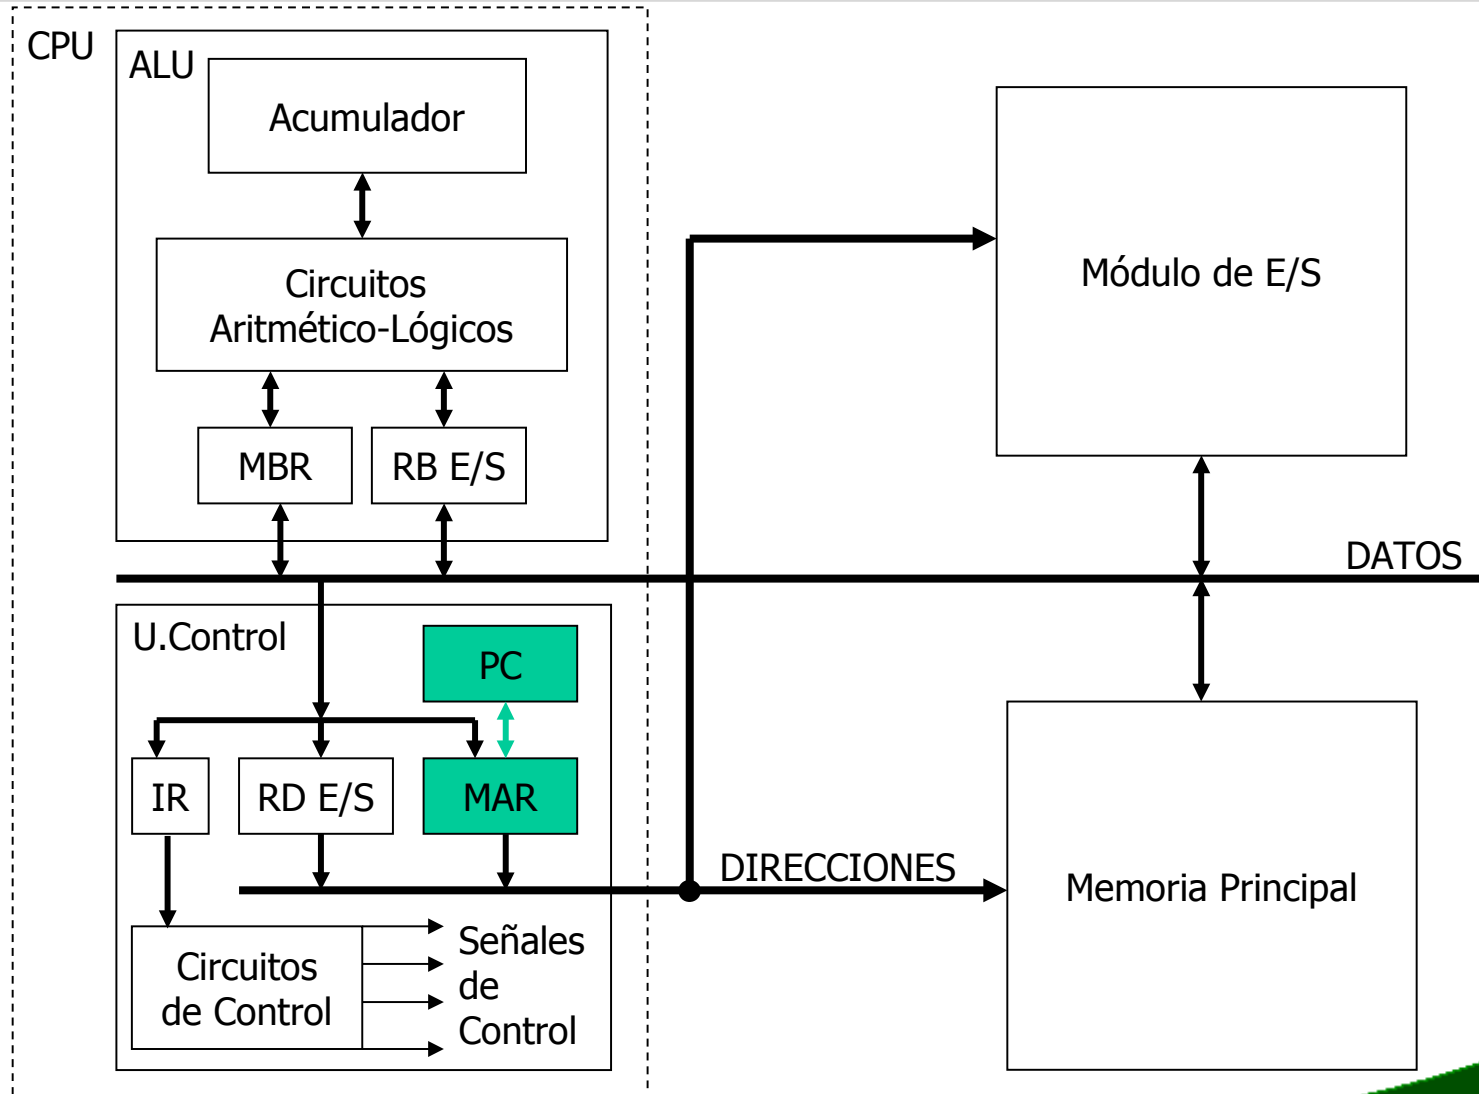 CPU
ALU
Acumulador
Circuitos
Aritmético-Lógicos
MBR
RB E/S
Módulo de E/S
DATOS
U.Control
PC
IR
RD E/S
MAR
DIRECCIONES
Memoria Principal
Circuitos
de Control
Señales
de
Control